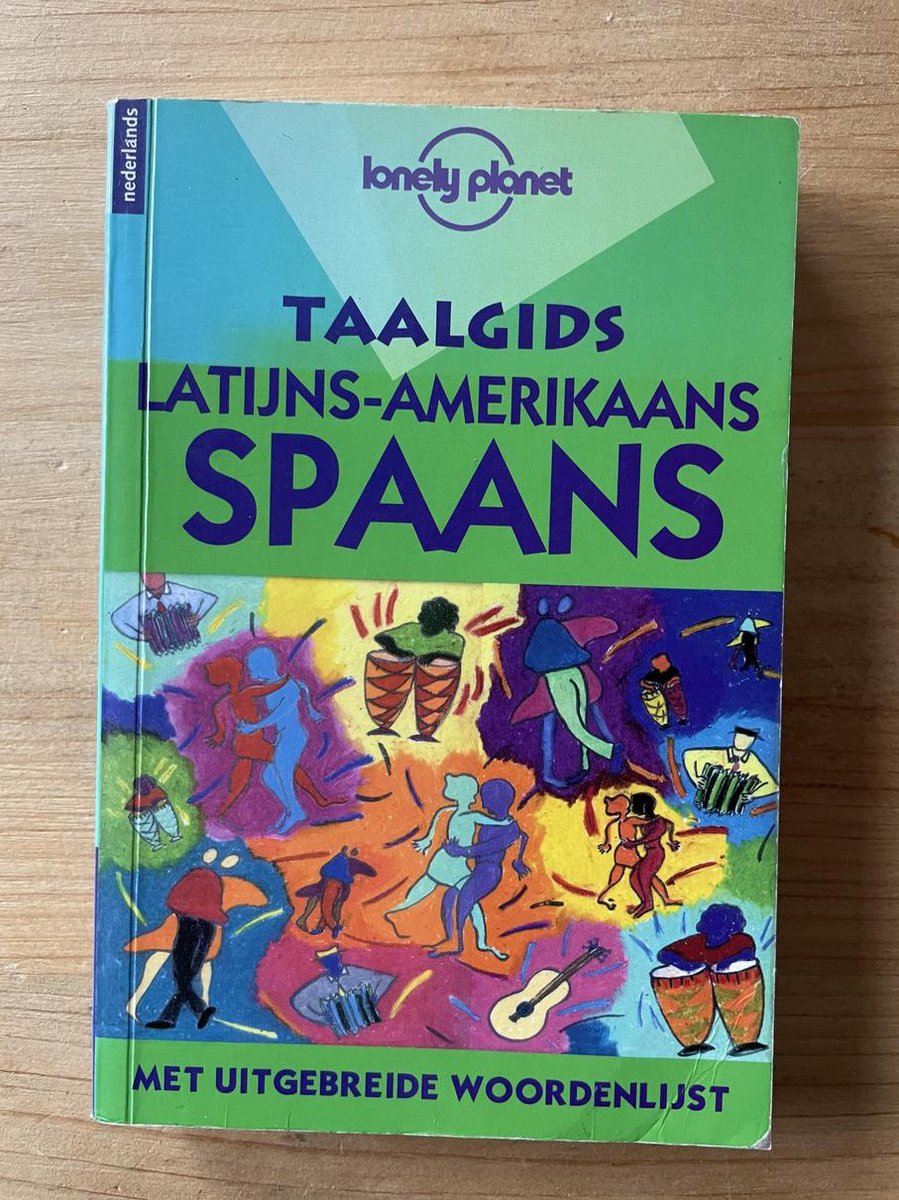 nederlands
lonely planet
TAALGIDS
LATIJNS-AMERIKAANS
SPAANS
MET UITGEBREIDE WOORDENLIJST